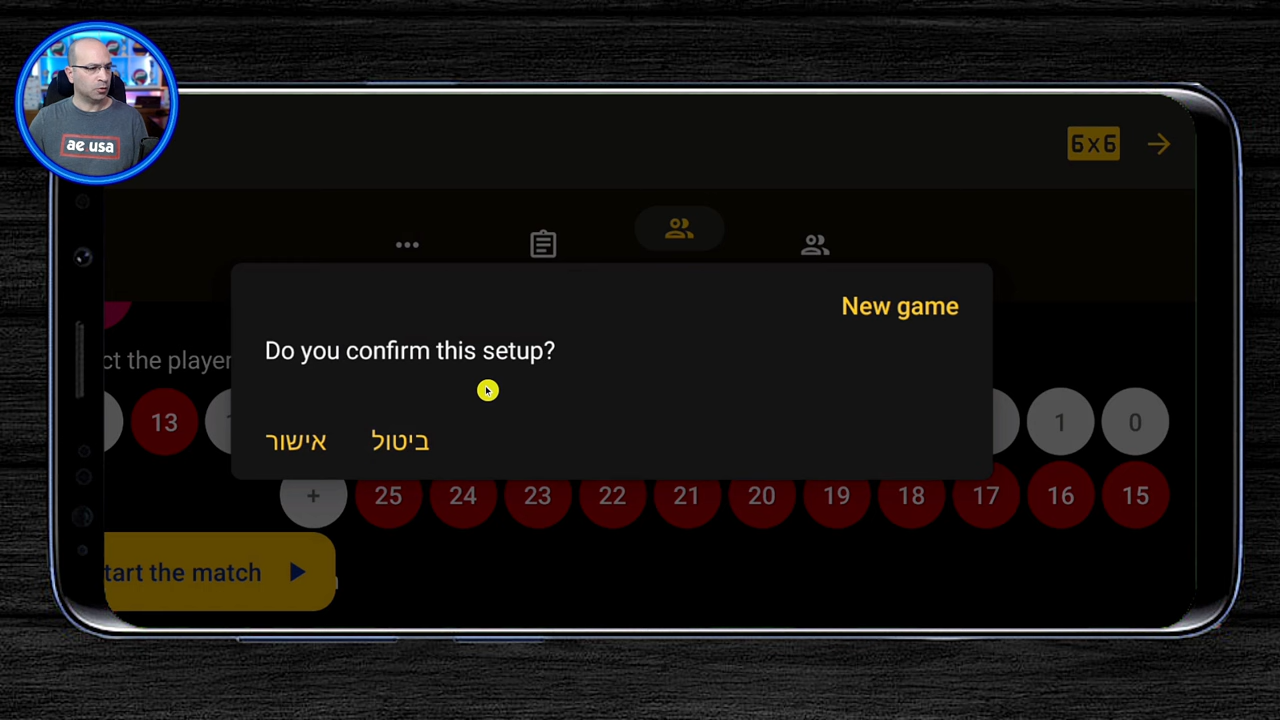 ae.usa
6x6
New game
Do you confirm this setup?
אישור ביטול
ct the player
13 1 0
+ 25 24 23 22 21 20 19 18 17 16 15
tart the match